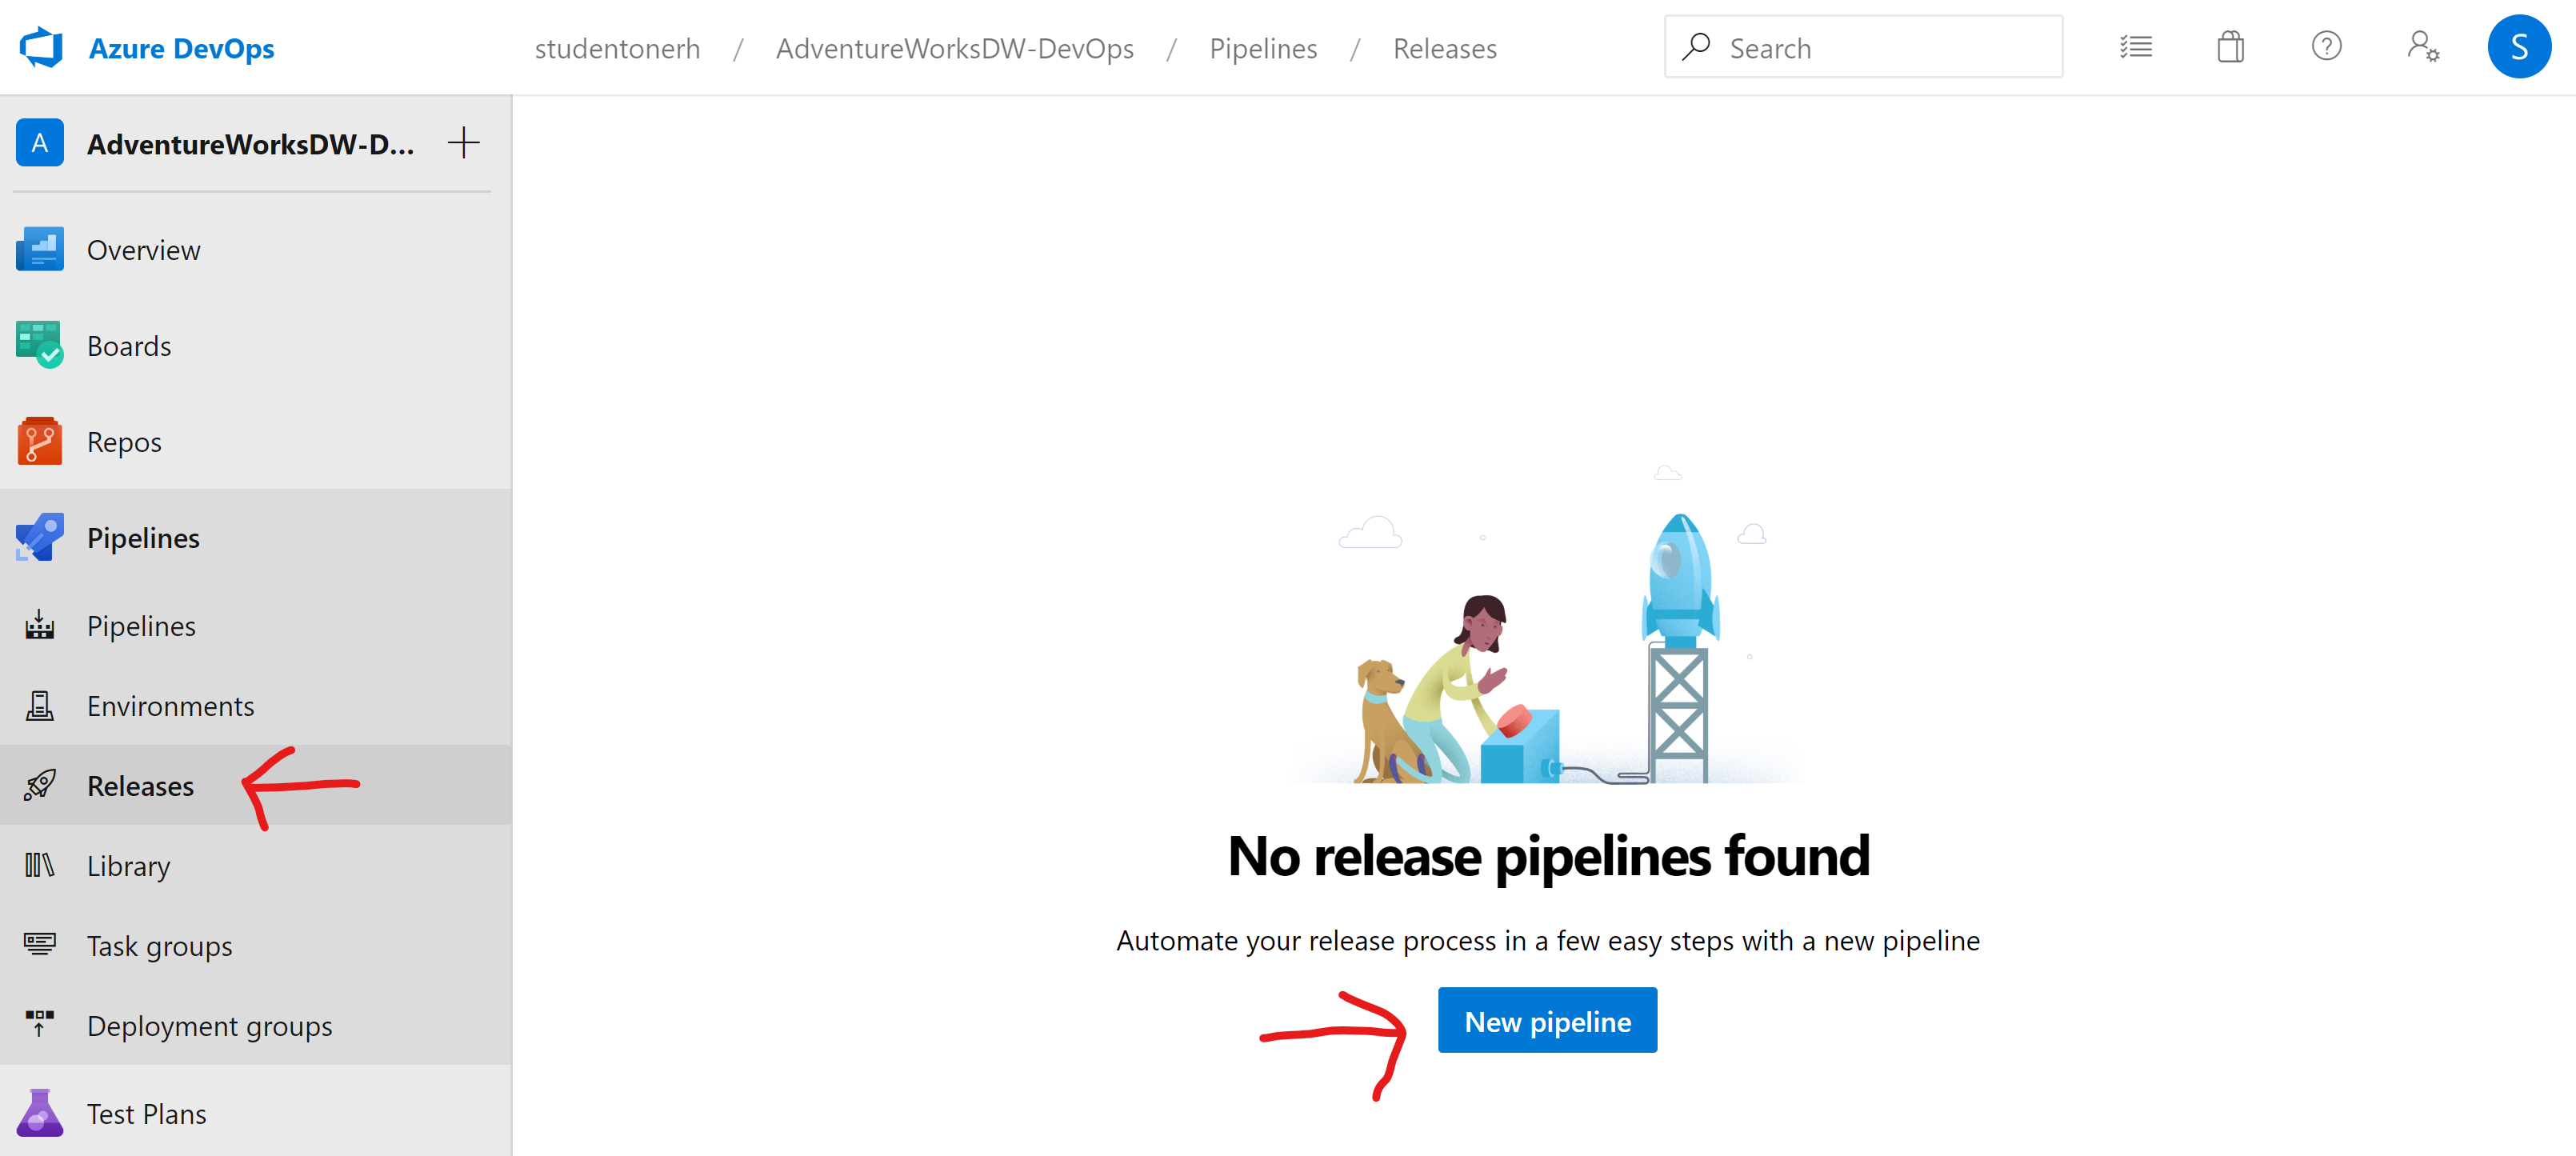 Azure DevOps
studentonerh / AdventureWorksDW-DevOps / Pipelines / Releases
Search
S
A AdventureWorksDW-D...
Overview
Boards
Repos
Pipelines
Pipelines
Environments
Releases
Library
Task groups
Deployment groups
Test Plans
No release pipelines found
Automate your release process in a few easy steps with a new pipeline
New pipeline